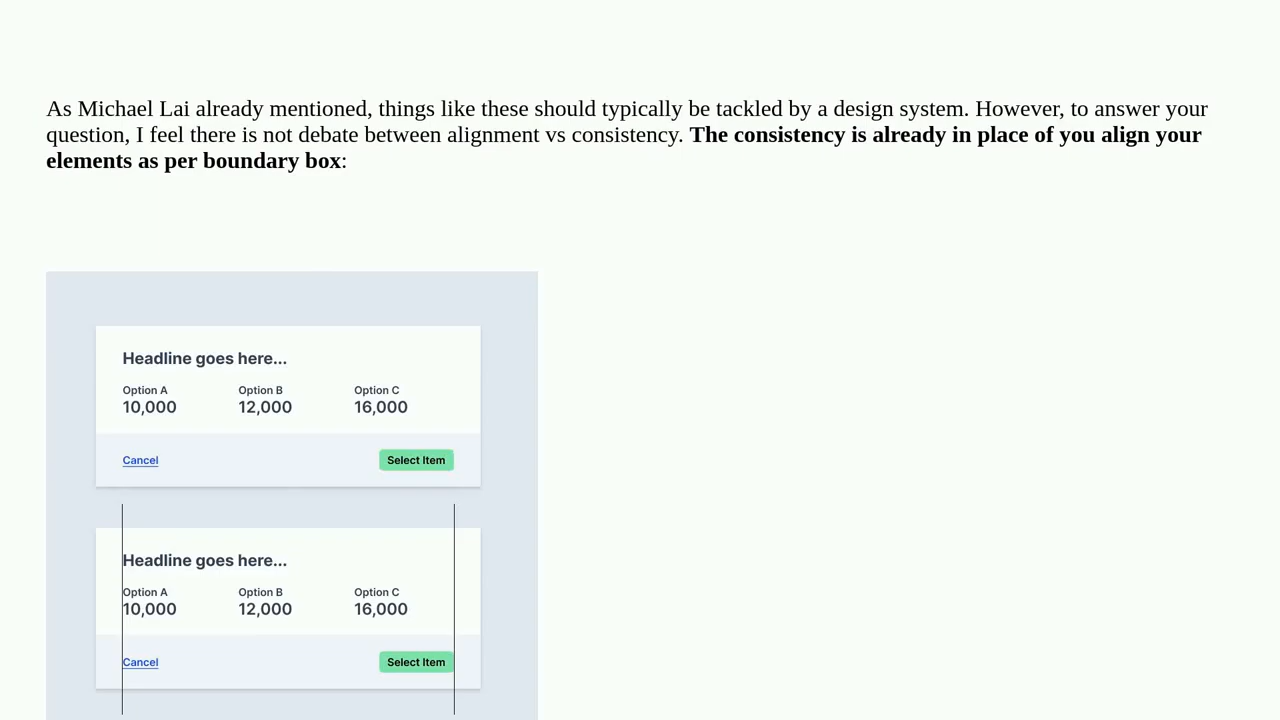 As Michael Lai already mentioned, things like these should typically be tackled by a design system. However, to answer your
question, I feel there is not debate between alignment vs consistency. The consistency is already in place of you align your
elements as per boundary box:
Headline goes here...
Option A Option B Option C
10,000 12,000 16,000
Cancel Select Item
Headline goes here...
Option A Option B Option C
10,000 12,000 16,000
Cancel Select Item